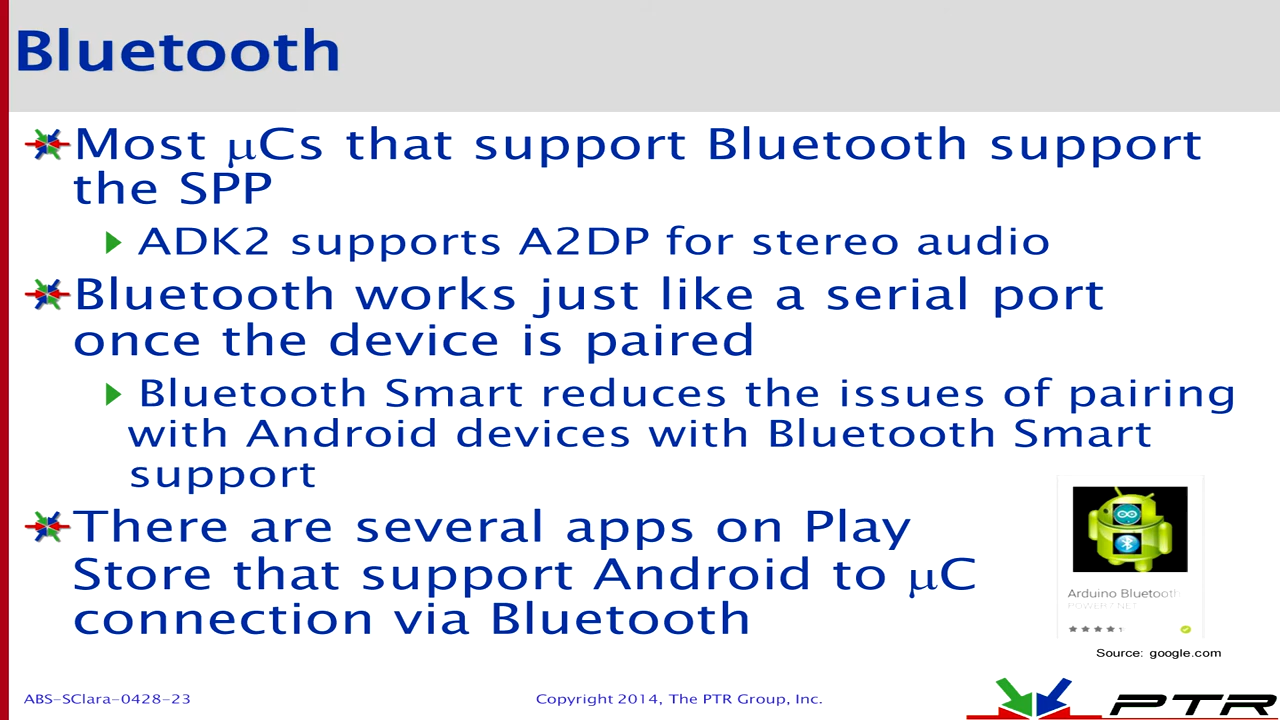 Bluetooth
Most μCs that support Bluetooth support
the SPP
ADK2 supports A2DP for stereo audio
Bluetooth works just like a serial port
once the device is paired
Bluetooth Smart reduces the issues of pairing
with Android devices with Bluetooth Smart
support
There are several apps on Play
Store that support Android to μC
connection via Bluetooth
Arduino Bluetooth
POWER7.NET
Source: google.com
ABS-SClara-0428-23
Copyright 2014, The PTR Group, Inc.
PTR